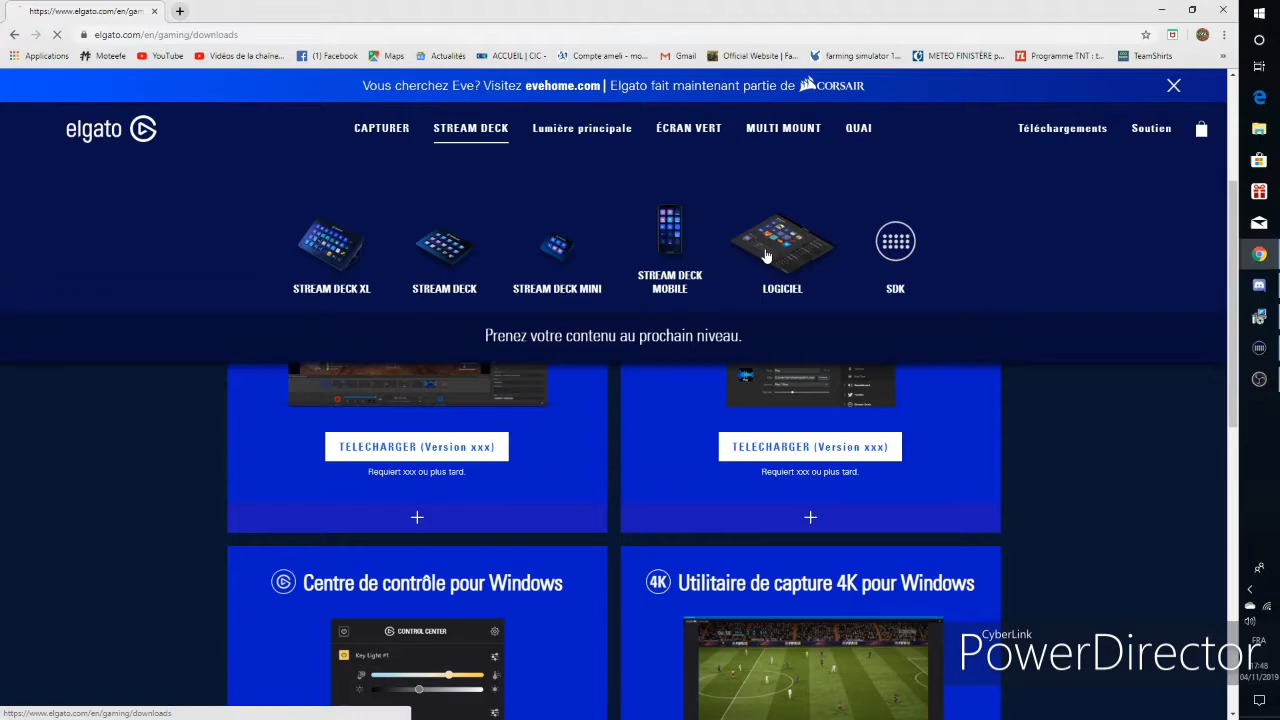 https://www.elgato.com/en/gam
elgato.com/en/gaming/downloads
Applications
Moteete
Vidéos de la chaîne...
(1) Facebook
Maps
Actualités
Accueil | CIC -
Compte ameli - m...
Gmail
Official Website | La...
farming simulator 1...
METEO FINISTÈRE...
Programme TNT : t...
TeamShirts
Vous cherchez Eve? Visitez evehome.com | Elgato fait maintenant partie de CORSAIR
elgato
CAPTURER
STREAM DECK
Lumière principale
ÉCRAN VERT
MULTI MOUNT
QUAI
Téléchargements
Soutien
STREAM DECK XL
STREAM DECK
STREAM DECK MINI
STREAM DECK
MOBILE
LOGICIEL
SDK
Prenez votre contenu au prochain niveau.
TELECHARGER (Version xxx)
TELECHARGER (Version xxx)
Requiert xxx ou plus tard.
Requiert xxx ou plus tard.
Centre de contrôle pour Windows
4K Utilitaire de capture 4K pour Windows
CONTROL CENTER
Key Light #1
CyberLink
PowerDirector
FRA
17:48
04/11/2019
https://www.elgato.com/en/gaming/downloads